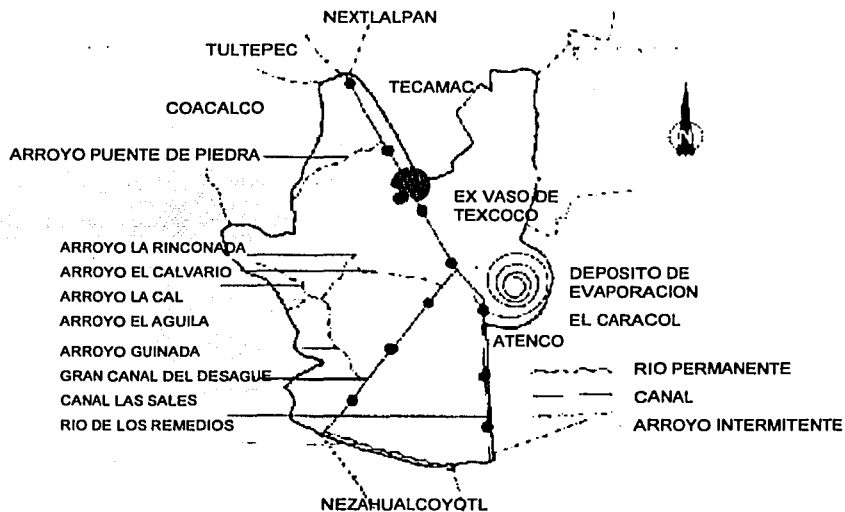 NEXTLALPAN
TULTEPEC
TECAMAC
COACALCO
N
ARROYO PUENTE DE PIEDRA
EX VASO DE
TEXCOCO
ARROYO LA RINCONADA
ARROYO EL CALVARIO
ARROYO LA CAL
ARROYO EL AGUILA
ARROYO GUINADA
GRAN CANAL DEL DESAGUE
CANAL LAS SALES
RIO DE LOS REMEDIOS
DEPOSITO DE
EVAPORACION
EL CARACOL
ATENCO
RIO PERMANENTE
CANAL
ARROYO INTERMITENTE
NEZAHUALCOYOTL